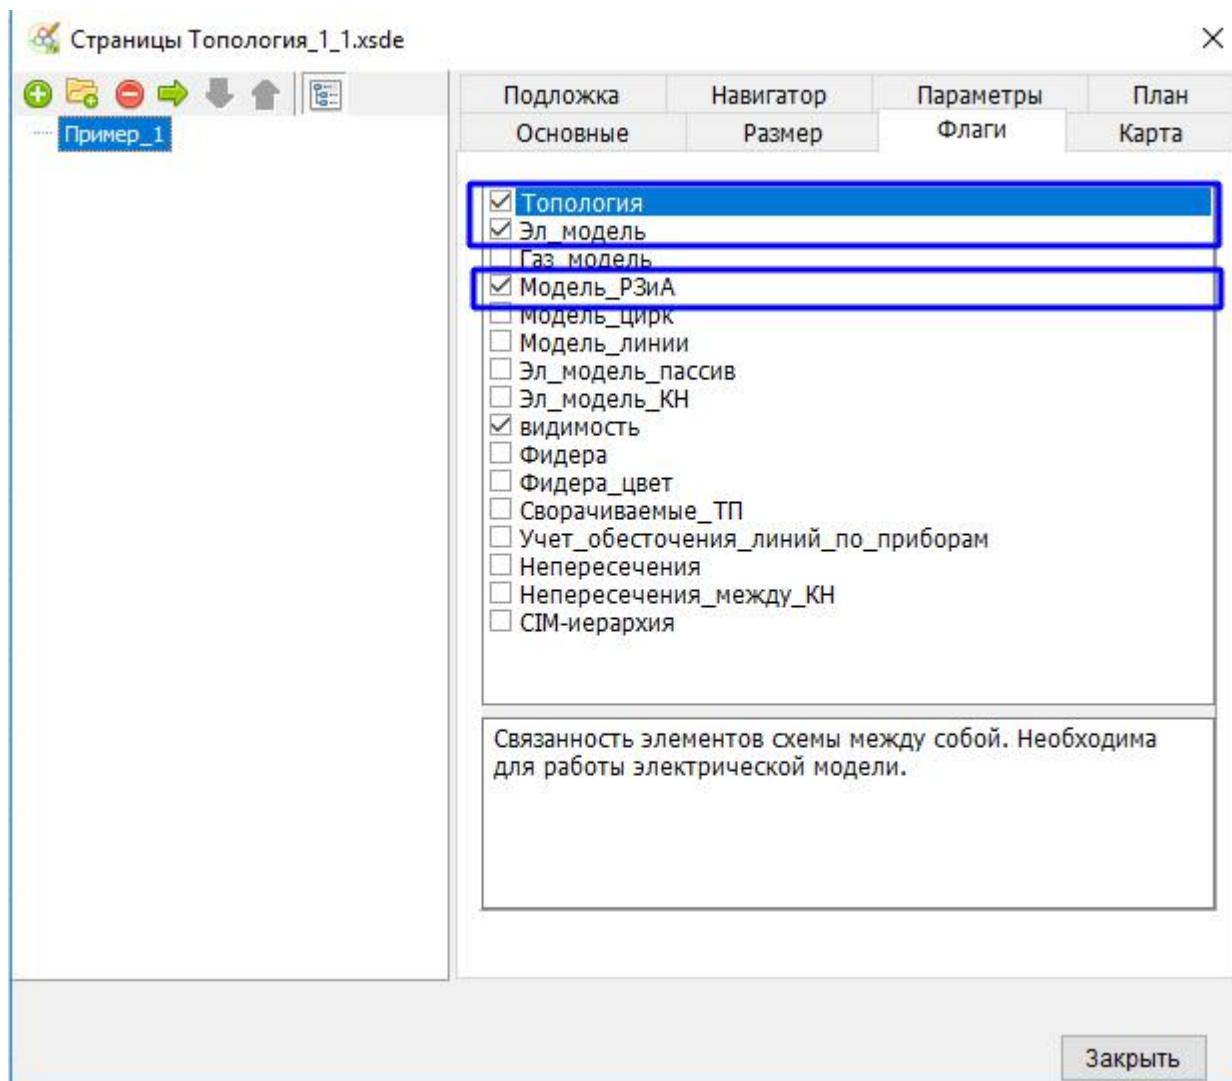 Страницы Топология_1_1.xsde
Пример_1
Подложка Навигатор Параметры План
Основные Размер Флаги Карта
Топология
Эл_модель
Газ_модель
Модель_РЗиА
Модель_цирк
Модель_линии
Эл_модель_пассив
Эл_модель_КН
видимость
Фидера
Фидера_цвет
Сворачиваемые_ТП
Учет_обесточения_линий_по_приборам
Непересечения
Непересечения_между_КН
CIM-иерархия
Связанность элементов схемы между собой. Необходима
для работы электрической модели.
Закрыть